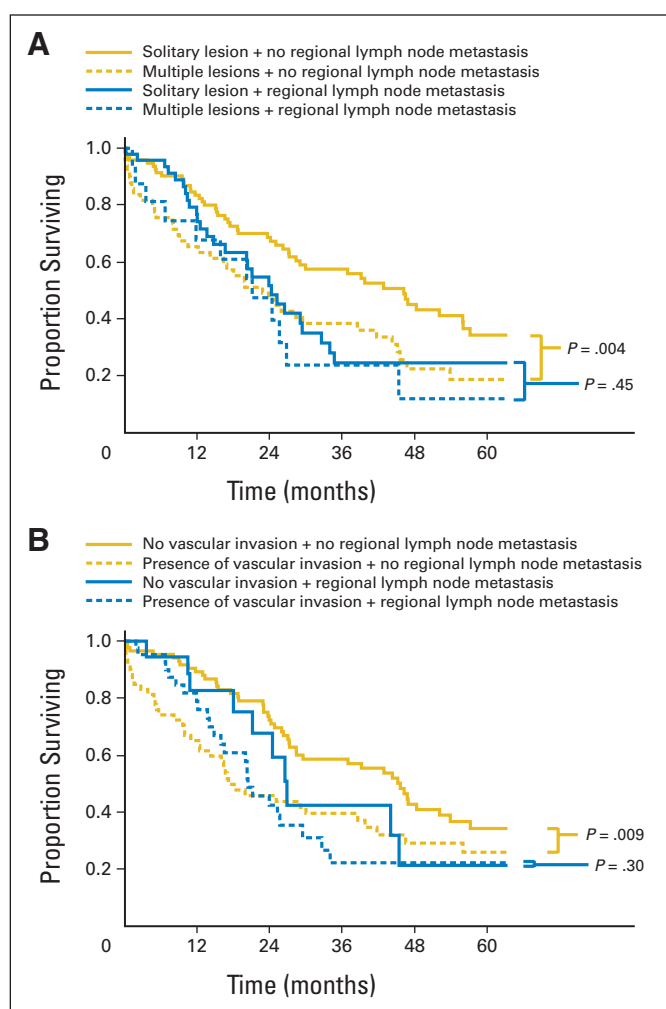 A
Solitary lesion + no regional lymph node metastasis
Multiple lesions + no regional lymph node metastasis
Solitary lesion + regional lymph node metastasis
Multiple lesions + regional lymph node metastasis
1.0
0.8
0.6
0.4
0.2
0
12
24
36
48
60
Proportion Surviving
Time (months)
P = .004
P = .45
B
No vascular invasion + no regional lymph node metastasis
Presence of vascular invasion + no regional lymph node metastasis
No vascular invasion + regional lymph node metastasis
Presence of vascular invasion + regional lymph node metastasis
1.0
0.8
0.6
0.4
0.2
0
12
24
36
48
60
Proportion Surviving
Time (months)
P = .009
P = .30